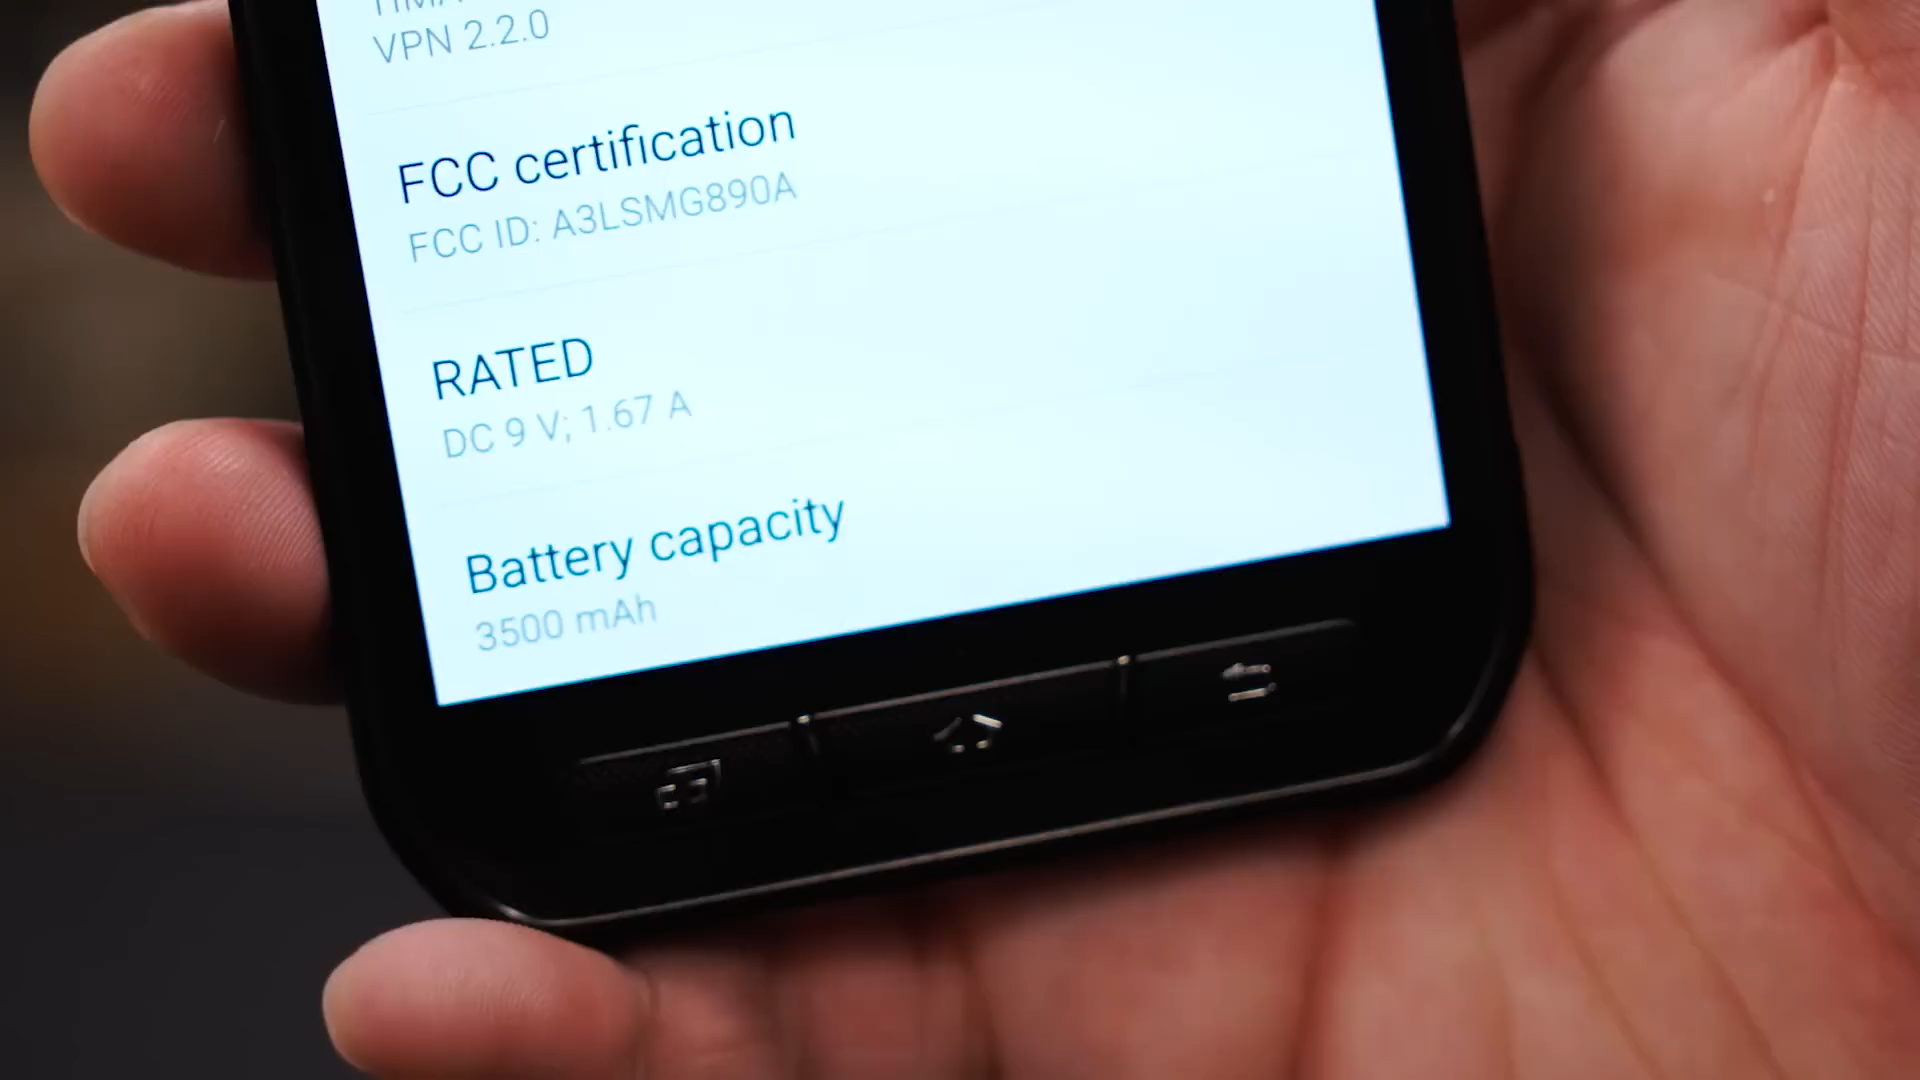 VPN 2.2.0
FCC certification
FCC ID: A3LSMG890A
RATED
DC 9 V; 1.67 A
Battery capacity
3500 mAh